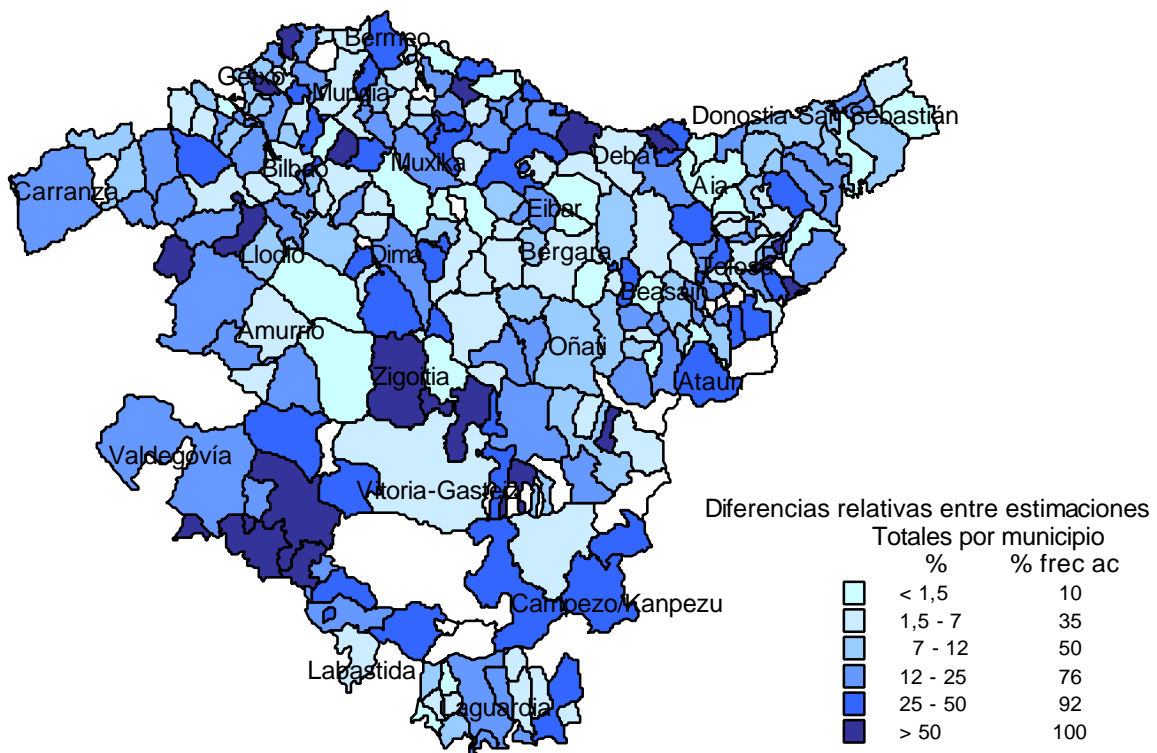 Bermeo
Getxo
Mungia
Donostia-San Sebastián
Deba
Bilbao
Muxika
Carranza
Aia
Irun
Eibar
Llodio
Dima
Bergara
Tolosa
Beasain
Amurrio
Oñati
Zigoitia
Ataun
Valdegovía
Vitoria-Gasteiz
Campezo/Kanpezu
Labastida
Laguardia
Diferencias relativas entre estimaciones
Totales por municipio
% % frec ac
< 1,5 10
1,5 - 7 35
7 - 12 50
12 - 25 76
25 - 50 92
> 50 100